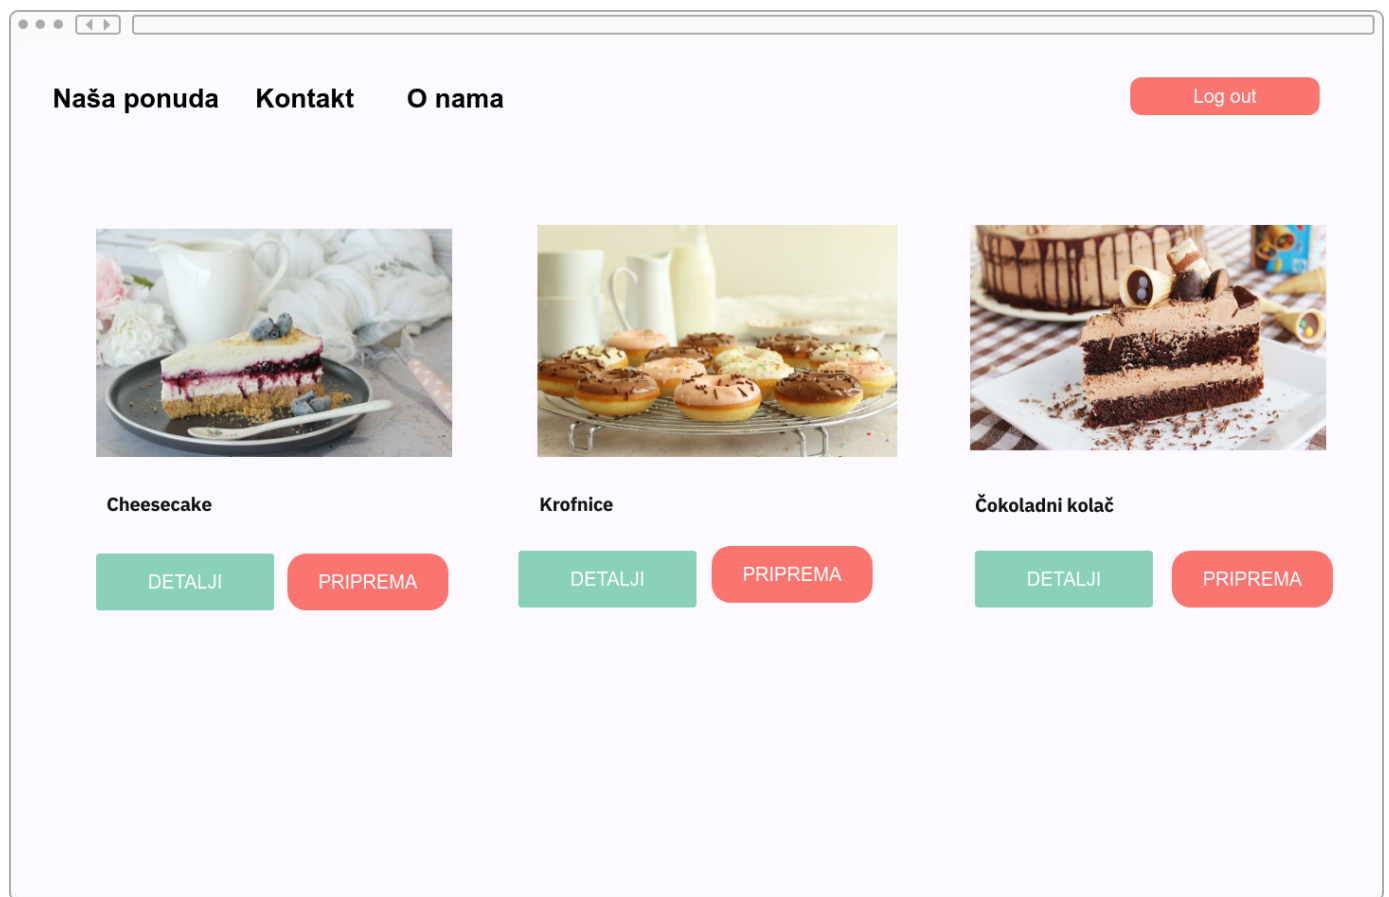 Naša ponuda Kontakt O nama Log out
Cheesecake Krofnice Čokoladni kolač
DETALJI PRIPREMA DETALJI PRIPREMA DETALJI PRIPREMA